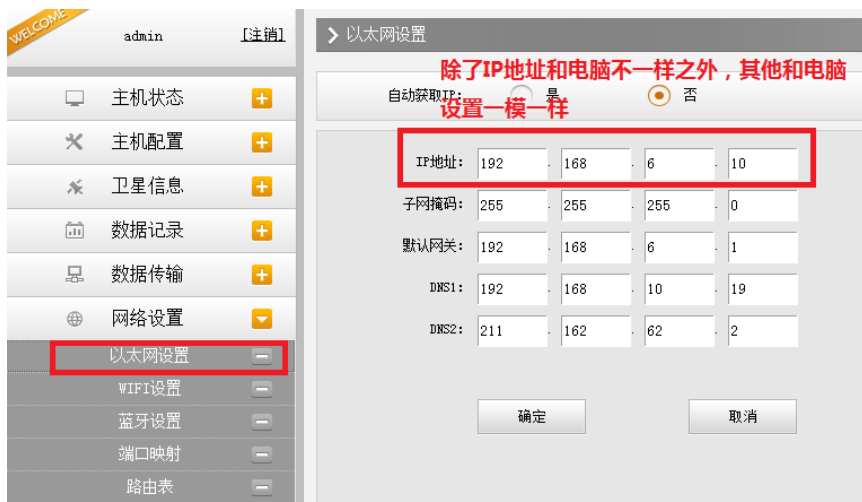 WELCOME
admin
[注销]
以太网设置
除了IP地址和电脑不一样之外，其他和电脑
设置一模一样
自动获取IP:
是
否
主机状态
主机配置
卫星信息
数据记录
数据传输
网络设置
以太网设置
WIFI设置
蓝牙设置
端口映射
路由表
IP地址: 192 . 168 . 6 . 10
子网掩码: 255 . 255 . 255 . 0
默认网关: 192 . 168 . 6 . 1
DNS1: 192 . 168 . 10 . 19
DNS2: 211 . 162 . 62 . 2
确定
取消